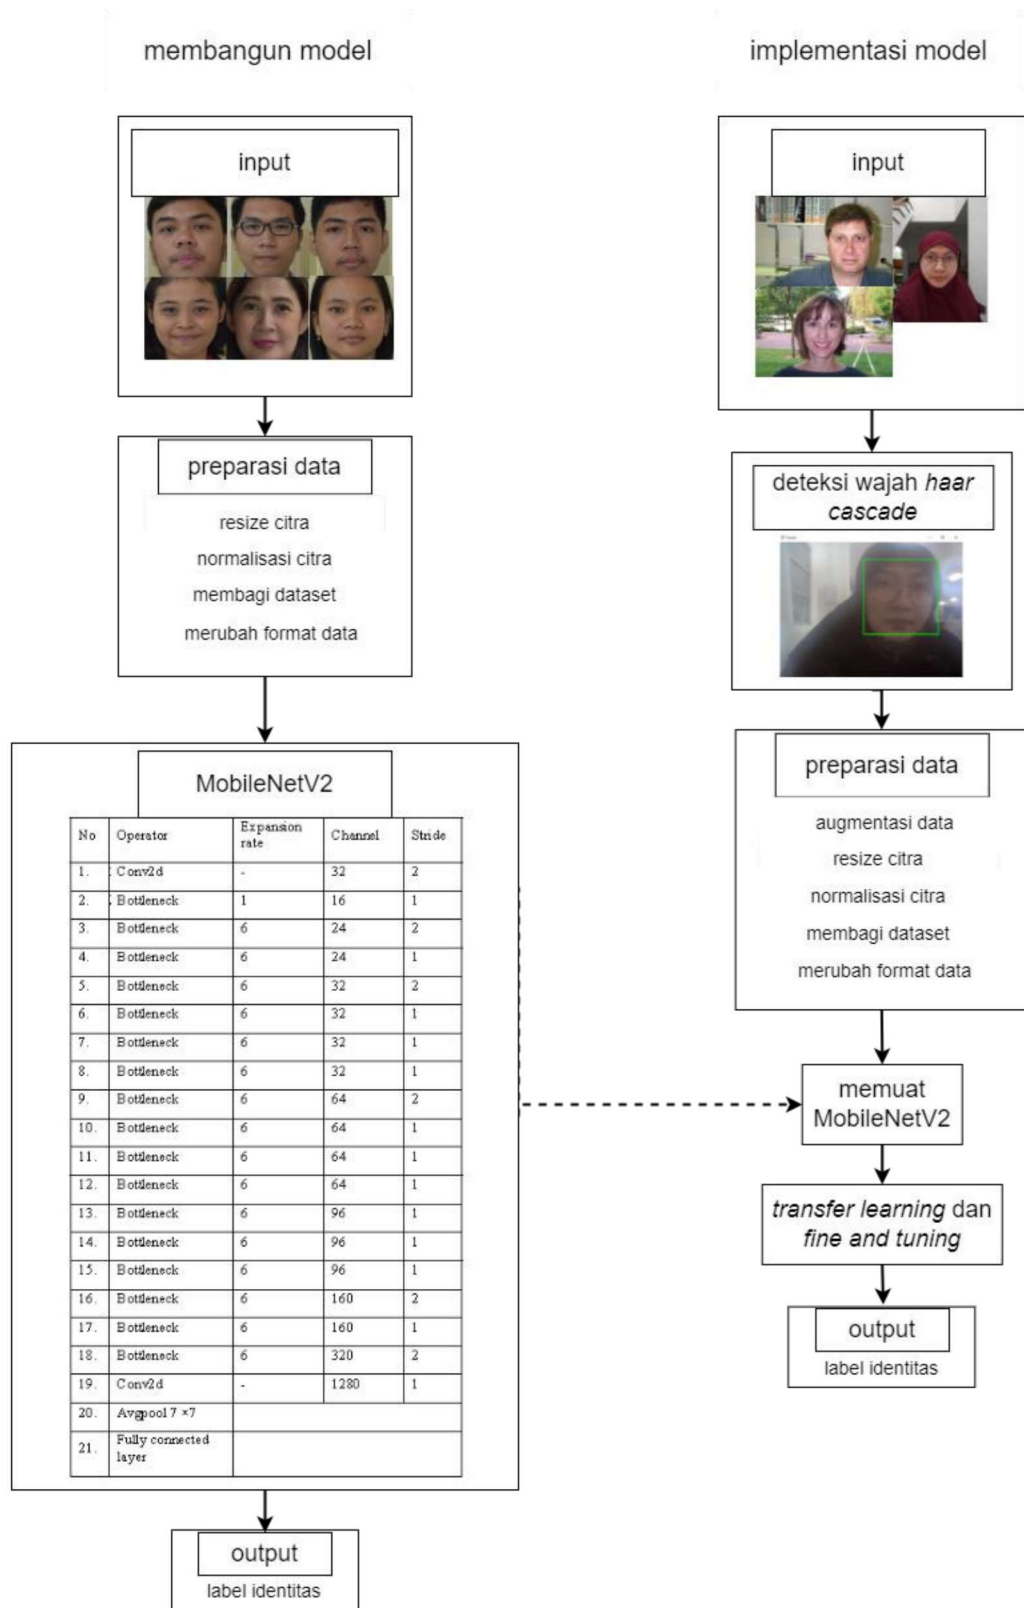 membangun model
input
preparasi data
resize citra
normalisasi citra
membagi dataset
merubah format data
MobileNetV2
No Operator Expansion rate Channel Stride
1. Conv2d - 32 2
2. Bottleneck 1 16 1
3. Bottleneck 6 24 2
4. Bottleneck 6 24 1
5. Bottleneck 6 32 2
6. Bottleneck 6 32 1
7. Bottleneck 6 32 1
8. Bottleneck 6 32 1
9. Bottleneck 6 64 2
10. Bottleneck 6 64 1
11. Bottleneck 6 64 1
12. Bottleneck 6 64 1
13. Bottleneck 6 96 1
14. Bottleneck 6 96 1
15. Bottleneck 6 96 1
16. Bottleneck 6 160 2
17. Bottleneck 6 160 1
18. Bottleneck 6 320 2
19. Conv2d - 1280 1
20. Avgpool 7 ×7
21. Fully connected layer
output
label identitas
implementasi model
input
deteksi wajah haar
cascade
preparasi data
augmentasi data
resize citra
normalisasi citra
membagi dataset
merubah format data
memuat
MobileNetV2
transfer learning dan
fine and tuning
output
label identitas